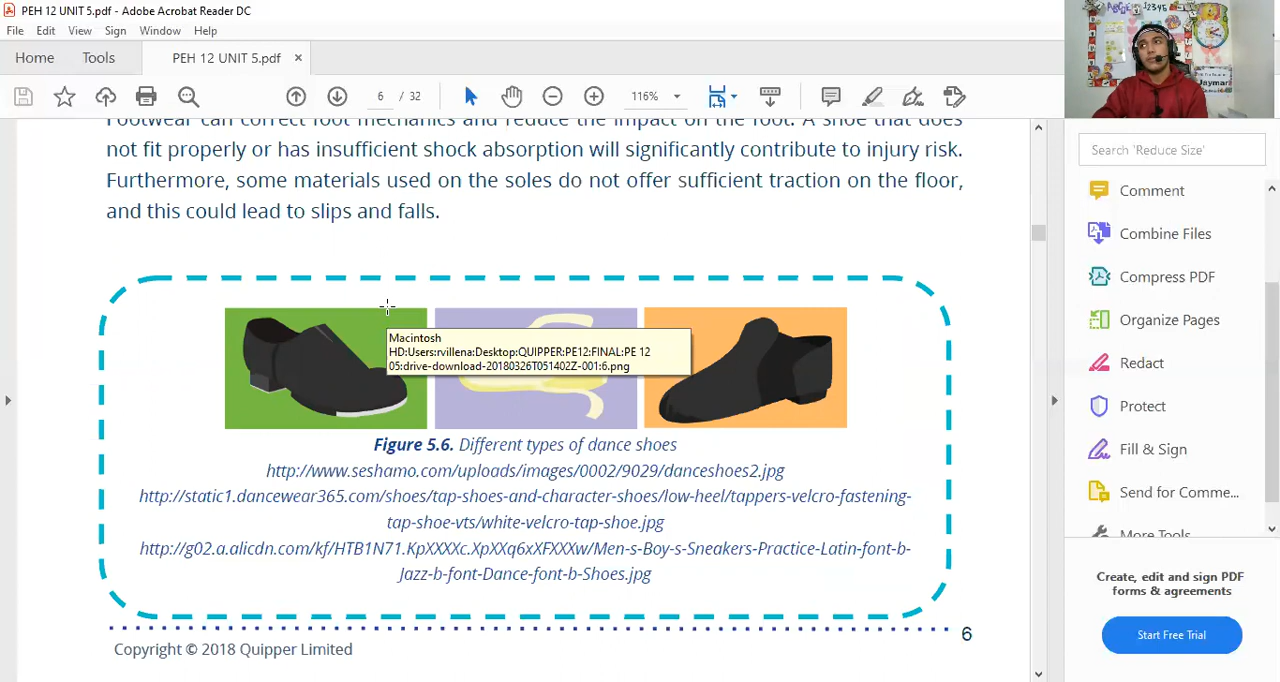 PEH 12 UNIT 5.pdf - Adobe Acrobat Reader DC
File Edit View Sign Window Help
Home Tools PEH 12 UNIT 5.pdf ×
6 / 32 116%
Search 'Reduce Size'
Footwear can correct foot mechanics and reduce the impact on the foot. A shoe that does
not fit properly or has insufficient shock absorption will significantly contribute to injury risk.
Furthermore, some materials used on the soles do not offer sufficient traction on the floor,
and this could lead to slips and falls.
Macintosh
HD:Users:rvillena:Desktop:QUIPPER:PE12:FINAL:PE 12
05:drive-download-20180326T051402Z-001:6.png
Figure 5.6. Different types of dance shoes
http://www.seshamo.com/uploads/images/0002/9029/danceshoes2.jpg
http://static1.dancewear365.com/shoes/tap-shoes-and-character-shoes/low-heel/tappers-velcro-fastening-
tap-shoe-vts/white-velcro-tap-shoe.jpg
http://g02.a.alicdn.com/kf/HTB1N71.KpXXXXc.XpXXq6xXFXXXw/Men-s-Boy-s-Sneakers-Practice-Latin-font-b-
Jazz-b-font-Dance-font-b-Shoes.jpg
6
Copyright © 2018 Quipper Limited
Comment
Combine Files
Compress PDF
Organize Pages
Redact
Protect
Fill & Sign
Send for Comme...
More Tools
Create, edit and sign PDF
forms & agreements
Start Free Trial
Jaymar